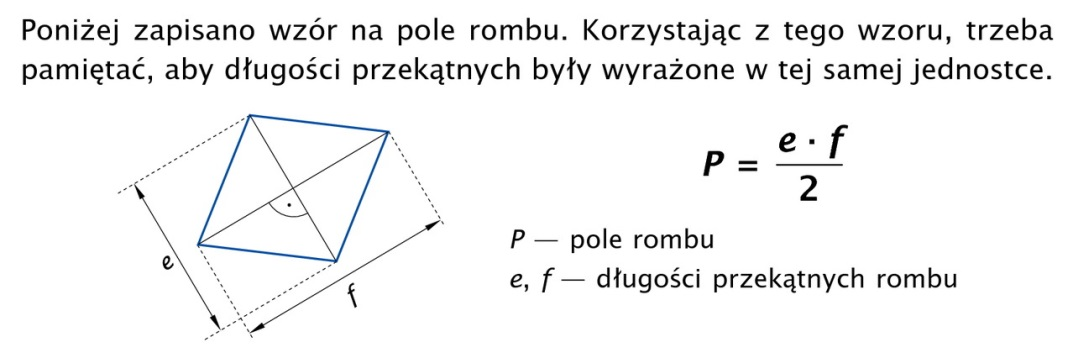 Poniżej zapisano wzór na pole rombu. Korzystając z tego wzoru, trzeba
pamiętać, aby długości przekątnych były wyrażone w tej samej jednostce.
P = e · f / 2
e
f
P — pole rombu
e, f — długości przekątnych rombu